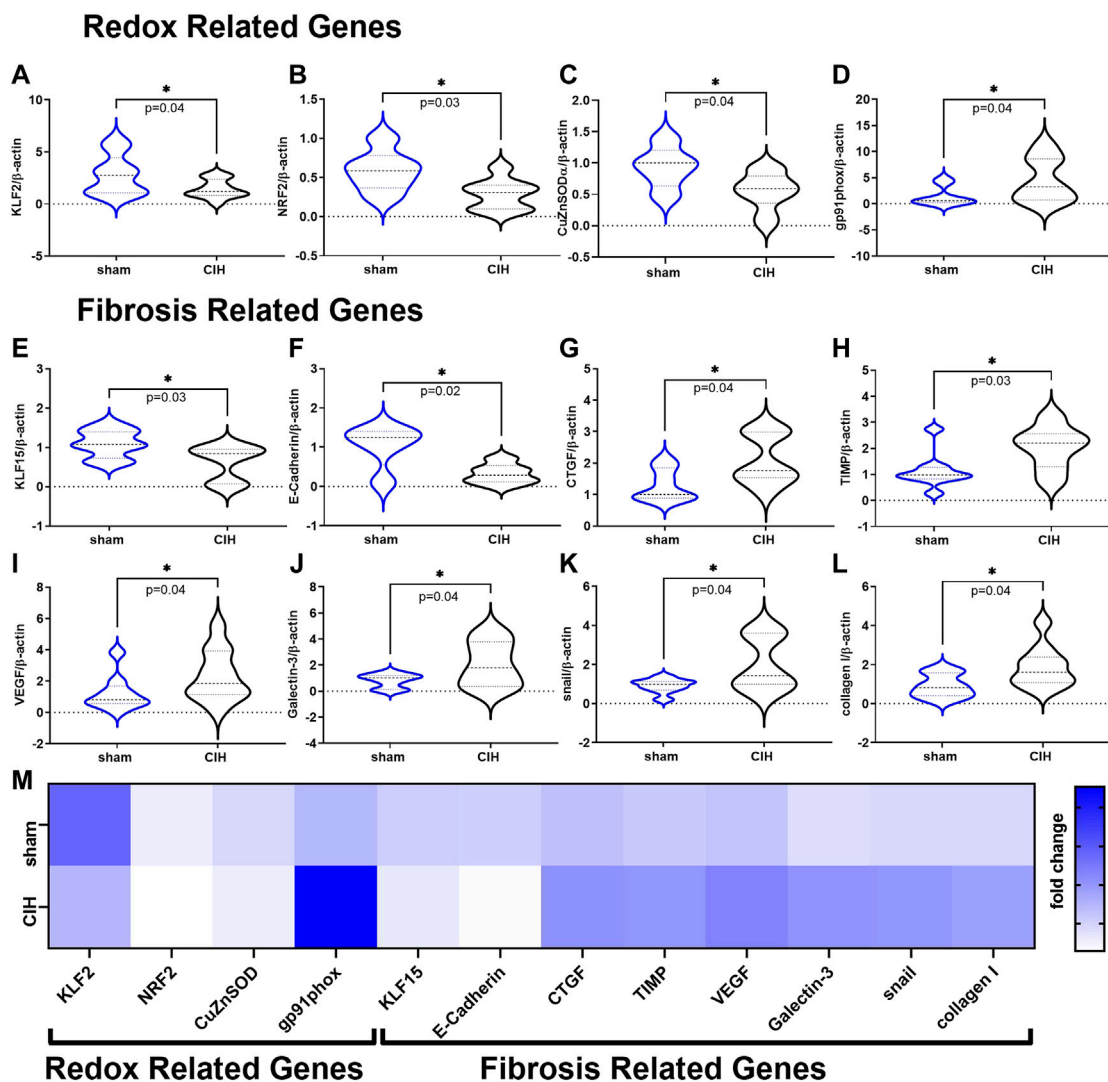 Redox Related Genes
A
*
p=0.04
KLF2/β-actin
10
5
0
-5
sham
CIH
B
*
p=0.03
NRF2/β-actin
1.5
1.0
0.5
0.0
-0.5
sham
CIH
C
*
p=0.04
CuZnSODα/β-actin
2.0
1.5
1.0
0.5
0.0
-0.5
sham
CIH
D
*
p=0.04
gp91phox/β-actin
20
15
10
5
0
-5
-10
sham
CIH
Fibrosis Related Genes
E
*
p=0.03
KLF15/β-actin
3
2
1
0
-1
sham
CIH
F
*
p=0.02
E-Cadherin/β-actin
3
2
1
0
-1
sham
CIH
G
*
p=0.04
CTGF/β-actin
5
4
3
2
1
0
sham
CIH
H
*
p=0.03
TIMP/β-actin
5
4
3
2
1
0
-1
sham
CIH
I
*
p=0.04
VEGF/β-actin
8
6
4
2
0
-2
sham
CIH
J
*
p=0.04
Galectin-3/β-actin
8
6
4
2
0
-2
-4
sham
CIH
K
*
p=0.04
snail/β-actin
6
4
2
0
-2
sham
CIH
L
*
p=0.04
collagen I/β-actin
6
4
2
0
-2
sham
CIH
M
sham
CIH
fold change
KLF2
NRF2
CuZnSOD
gp91phox
KLF15
E-Cadherin
CTGF
TIMP
VEGF
Galectin-3
snail
collagen I
Redox Related Genes
Fibrosis Related Genes